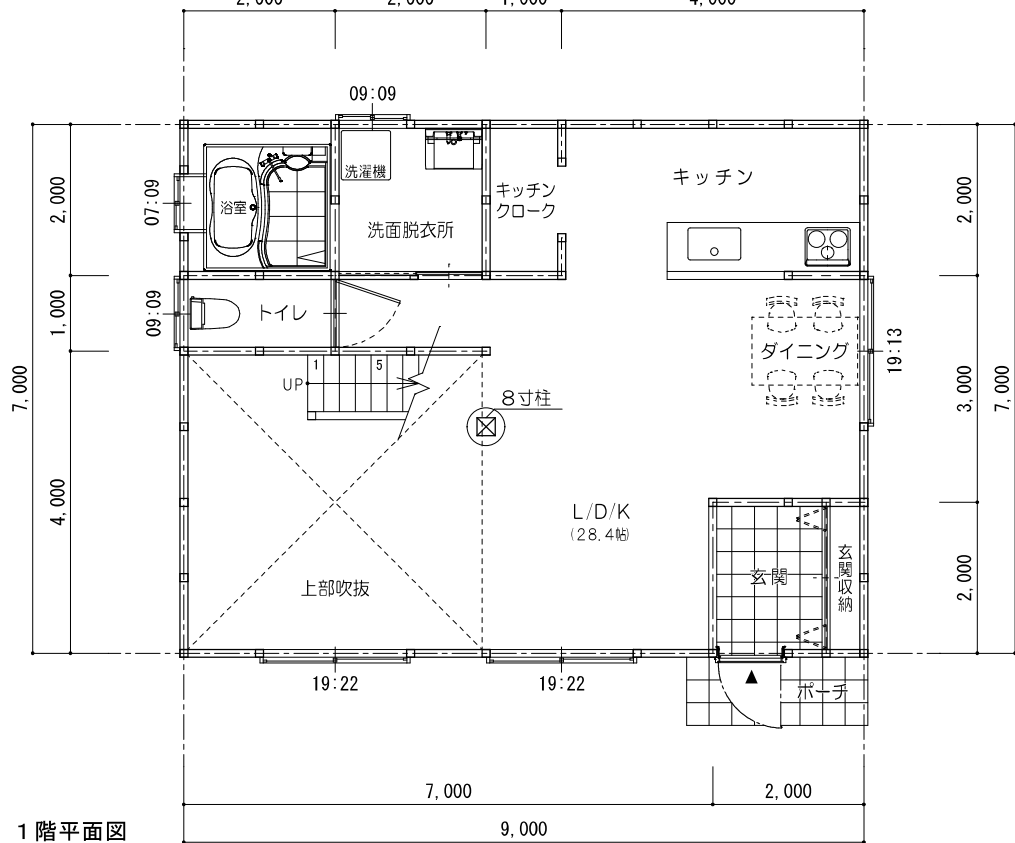 2,000 2,000 1,000 4,000
09:09
洗濯機
浴室
07:09
2,000
洗面脱衣所
キッチン
クローク
キッチン
2,000
09:09
1,000
トイレ
ダイニング
19:13
3,000
7,000
7,000
UP
1 5
8寸柱
4,000
L/D/K
(28.4帖)
上部吹抜
玄関
玄関収納
2,000
19:22
19:22
ポーチ
7,000 2,000
9,000
1階平面図